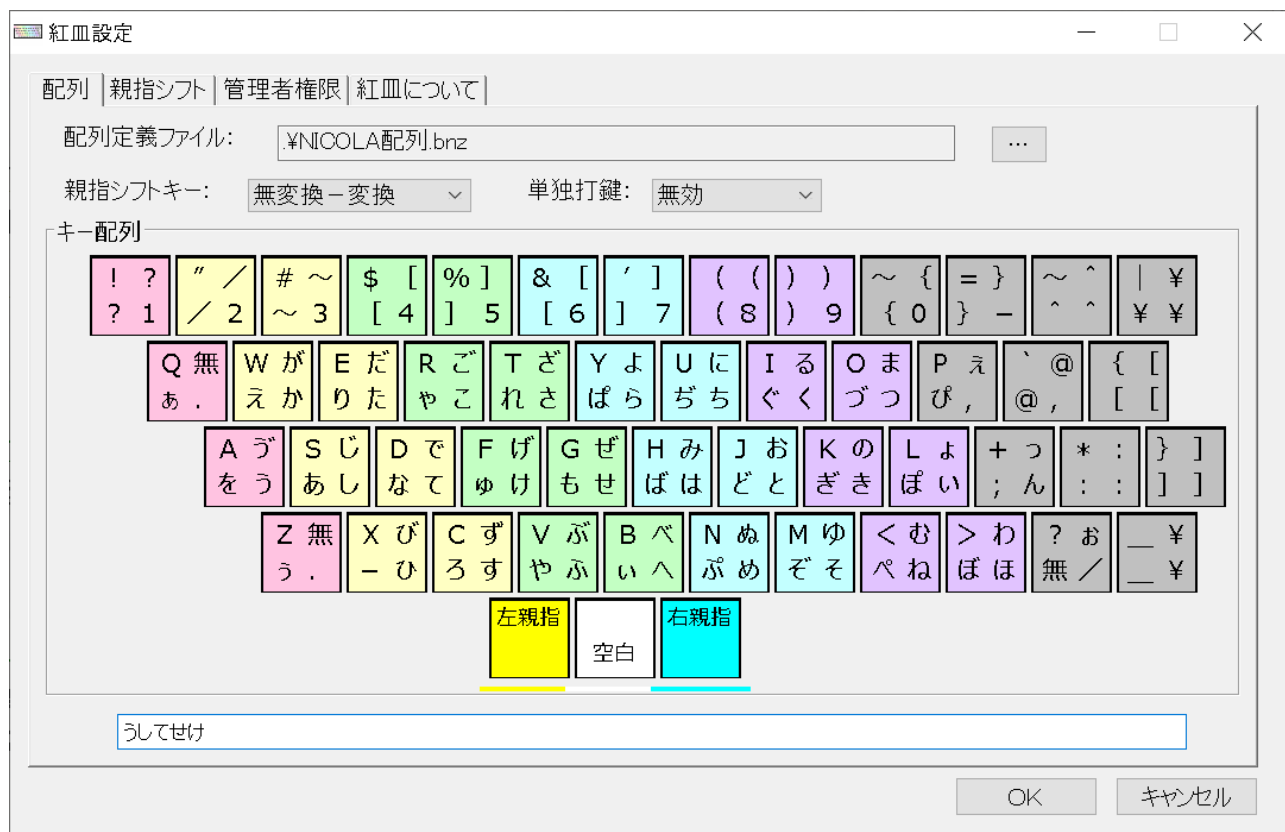 紅皿設定
配列 親指シフト 管理者権限 紅皿について
配列定義ファイル: .¥NICOLA配列.bnz ...
親指シフトキー: 無変換－変換 単独打鍵: 無効
キー配列
! ? ″ ／ # ～ $ [ % ] & [ ′ ] ( ( ) ) ～ { = } ～ ＾ | ¥
? 1 ／ 2 ～ 3 [ 4 ] 5 [ 6 ] 7 ( 8 ) 9 { 0 } － ＾ ＾ ¥ ¥
Q 無 W が E だ R ご T ざ Y よ U に I る O ま P ぇ ` @ { [
ぁ . え か り た ゃ こ れ さ ぱ ら ぢ ち ぐ く づ つ ぴ , @ , [ [
A ゔ S じ D で F げ G ぜ H み J お K の L ょ + っ * : } ]
を う あ し な て ゅ け も せ ば は ど と ぎ き ぽ い ; ん : : ] ]
Z 無 X び C ず V ぶ B べ N ぬ M ゆ < む > わ ? ぉ ＿ ¥
ぅ . ー ひ ろ す や ふ ぃ へ ぷ め ぞ そ ぺ ね ぼ ほ 無 ／ ＿ ¥
左親指 右親指
空白
うしてせけ
OK キャンセル